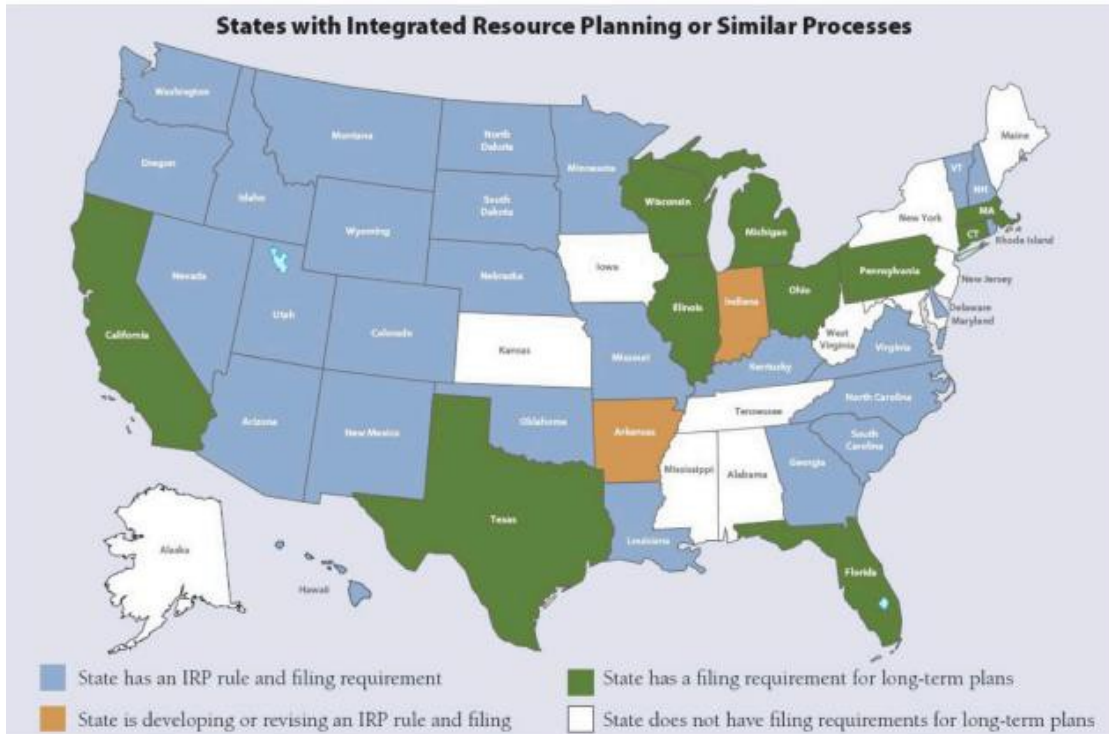 States with Integrated Resource Planning or Similar Processes
Washington
Montana
North
Dakota
Minnesota
Maine
Oregon
Idaho
VT
NH
South
Dakota
Wisconsin
MA
New York
Wyoming
Michigan
CT
Rhode Island
Iowa
Nebraska
Pennsylvania
Nevada
New Jersey
Ohio
Illinois
Indiana
Utah
Delaware
Maryland
California
Colorado
West
Virginia
Virginia
Kansas
Missouri
Kentucky
North Carolina
Tennessee
Arizona
New Mexico
Oklahoma
Arkansas
South
Carolina
Mississippi
Alabama
Georgia
Texas
Louisiana
Alaska
Florida
Hawaii
State has an IRP rule and filing requirement
State has a filing requirement for long-term plans
State is developing or revising an IRP rule and filing
State does not have filing requirements for long-term plans